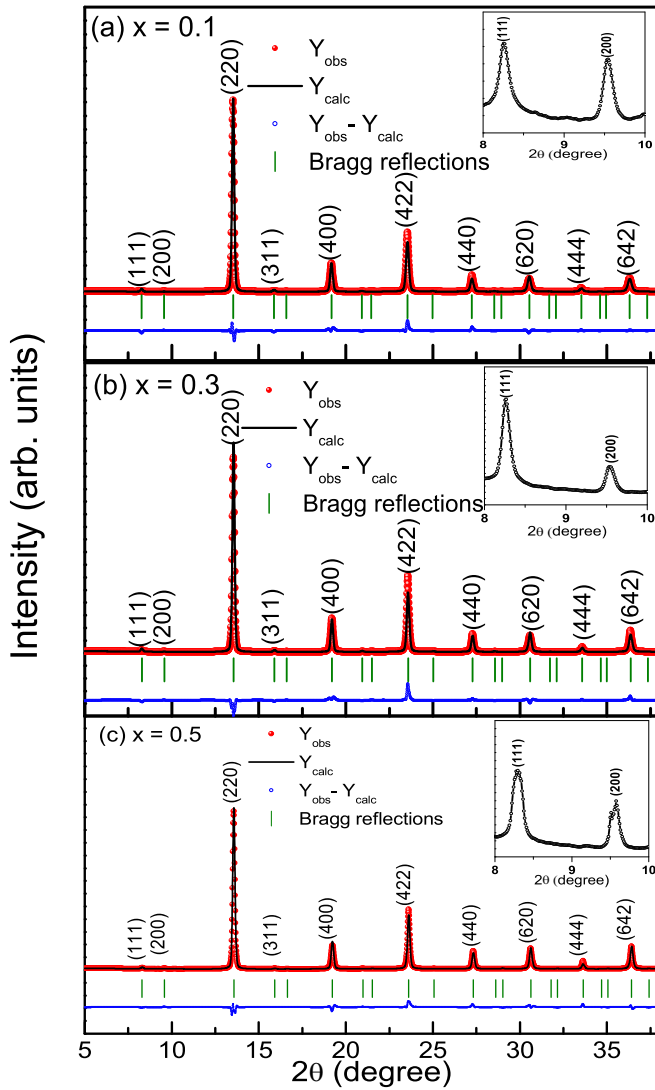 Intensity (arb. units)
(a) x = 0.1
Yobs
Ycalc
Yobs - Ycalc
Bragg reflections
(111)
(200)
(220)
(311)
(400)
(422)
(440)
(620)
(444)
(642)
(111)
(200)
8 9 10
2θ (degree)
(b) x = 0.3
Yobs
Ycalc
Yobs - Ycalc
Bragg reflections
(111)
(200)
(220)
(311)
(400)
(422)
(440)
(620)
(444)
(642)
(111)
(200)
8 9 10
2θ (degree)
(c) x = 0.5
Yobs
Ycalc
Yobs - Ycalc
Bragg reflections
(111)
(200)
(220)
(311)
(400)
(422)
(440)
(620)
(444)
(642)
(111)
(200)
8 9 10
2θ (degree)
5 10 15 20 25 30 35
2θ (degree)